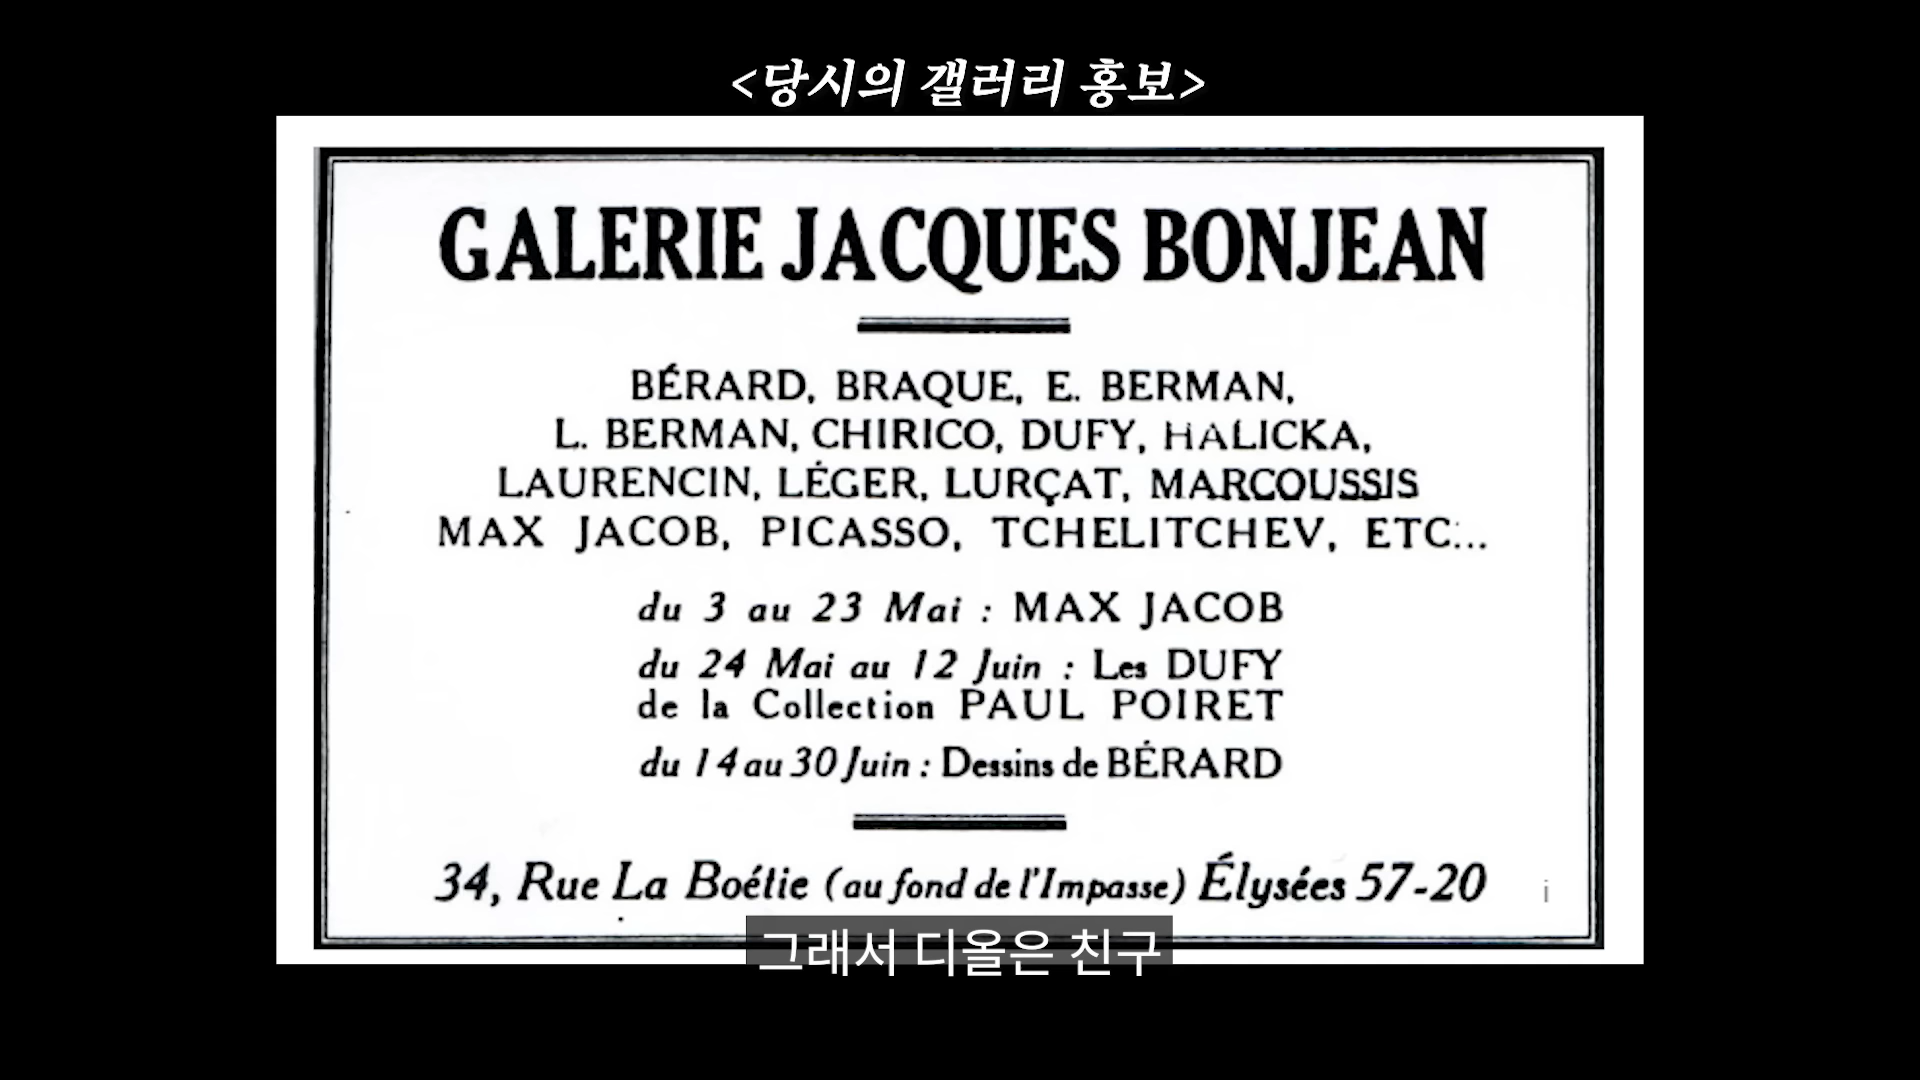 <당시의 갤러리 홍보>
GALERIE JACQUES BONJEAN
BÉRARD, BRAQUE, E. BERMAN,
L. BERMAN, CHIRICO, DUFY, HALICKA,
LAURENCIN, LÉGER, LURÇAT, MARCOUSSIS
MAX JACOB, PICASSO, TCHELITCHEV, ETC...
du 3 au 23 Mai : MAX JACOB
du 24 Mai au 12 Juin : Les DUFY
de la Collection PAUL POIRET
du 14 au 30 Juin : Dessins de BÉRARD
34, Rue La Boétie (au fond de l'Impasse) Élysées 57-20
i
그래서 디올은 친구